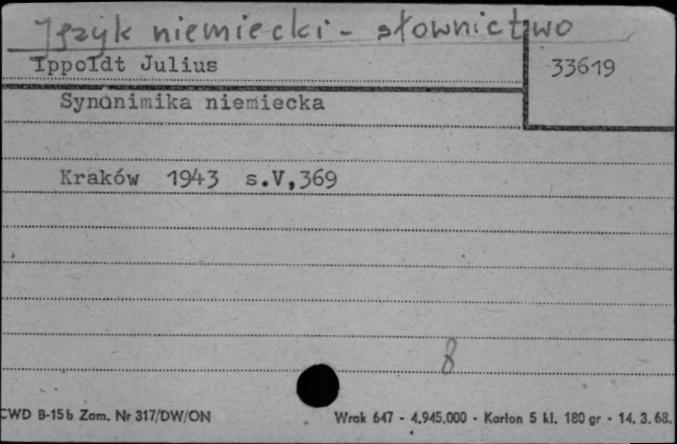 Język niemiecki - słownictwo
Ippoldt Julius
33619
Synonimika niemiecka
Kraków 1943 s.V,369
8
CWD B-15b Zam. Nr 317/DW/ON
Wrak 647 - 4.945.000 - Karton 5 kl. 180 gr - 14. 3. 68.